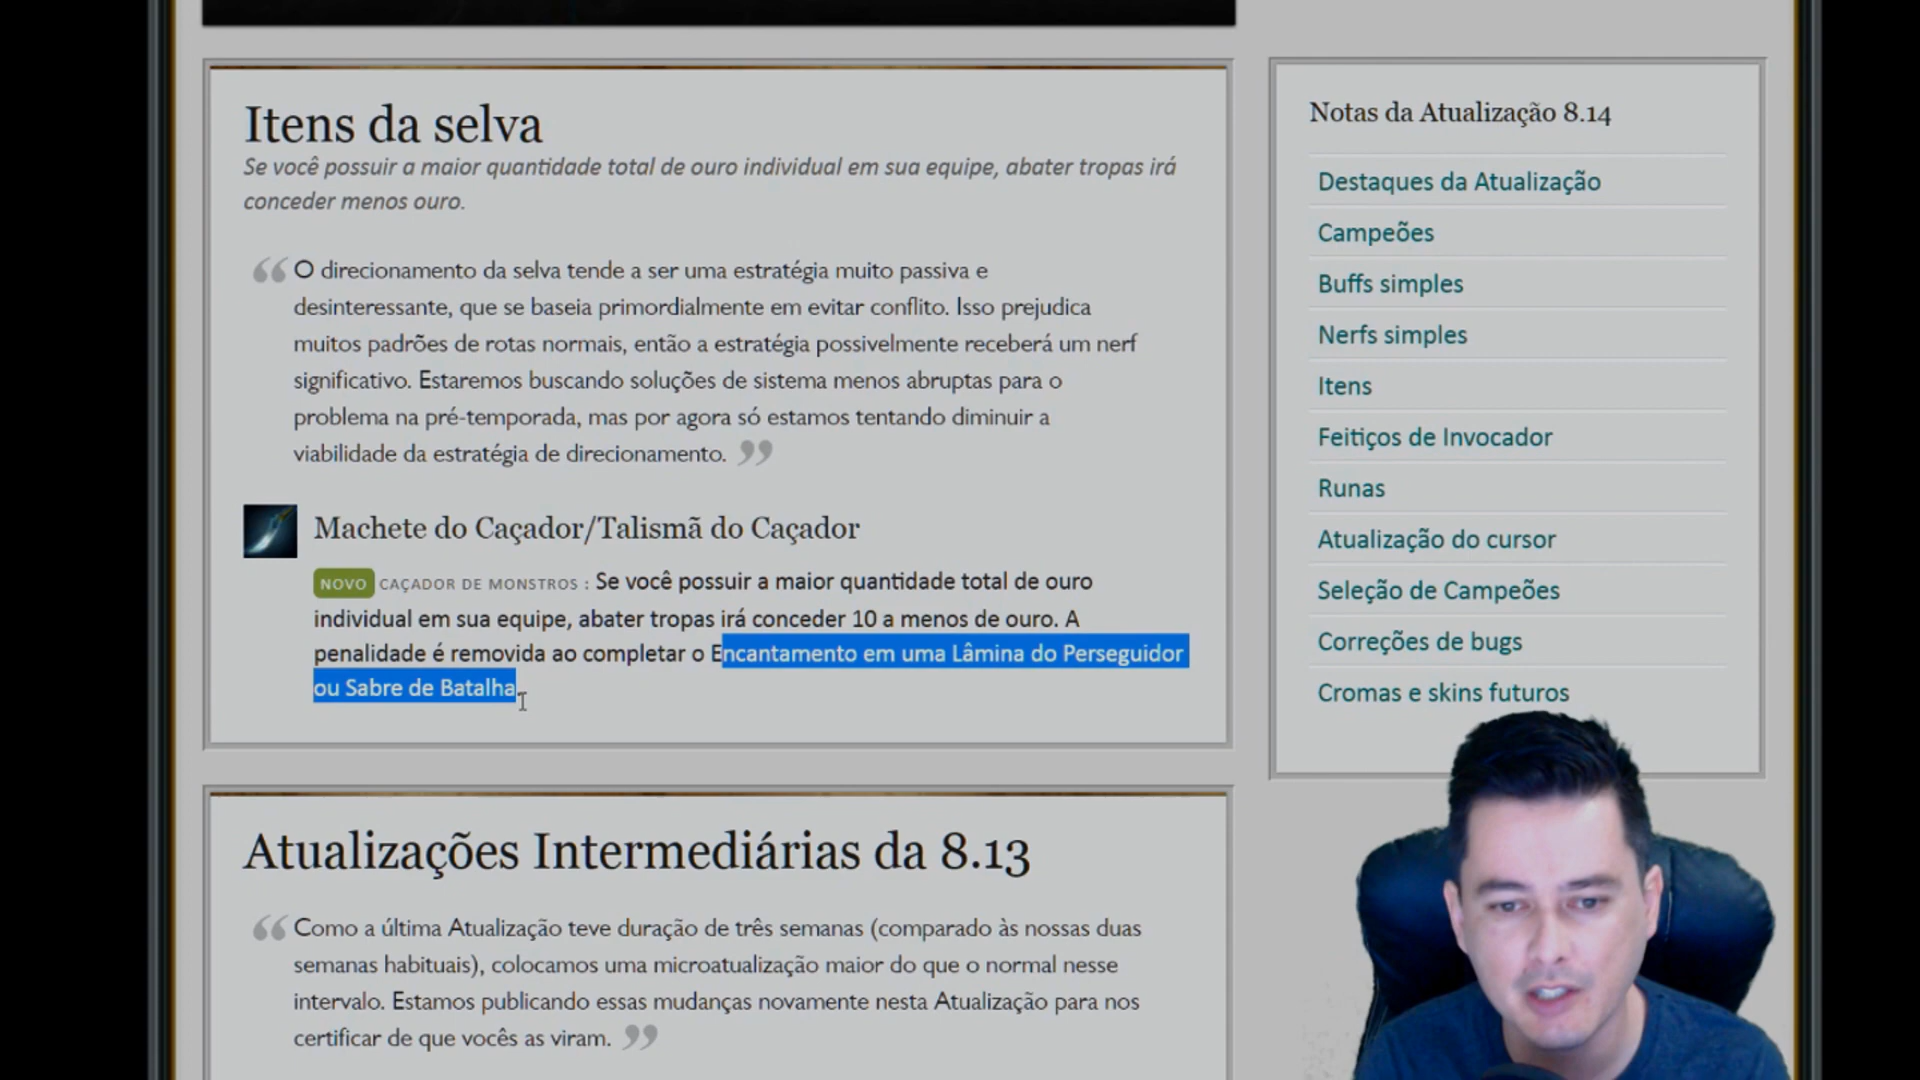 Itens da selva
Se você possuir a maior quantidade total de ouro individual em sua equipe, abater tropas irá
conceder menos ouro.
“ O direcionamento da selva tende a ser uma estratégia muito passiva e
desinteressante, que se baseia primordialmente em evitar conflito. Isso prejudica
muitos padrões de rotas normais, então a estratégia possivelmente receberá um nerf
significativo. Estaremos buscando soluções de sistema menos abruptas para o
problema na pré-temporada, mas por agora só estamos tentando diminuir a
viabilidade da estratégia de direcionamento. ”
Machete do Caçador/Talismã do Caçador
NOVO CAÇADOR DE MONSTROS : Se você possuir a maior quantidade total de ouro
individual em sua equipe, abater tropas irá conceder 10 a menos de ouro. A
penalidade é removida ao completar o Encantamento em uma Lâmina do Perseguidor
ou Sabre de Batalha
Atualizações Intermediárias da 8.13
“ Como a última Atualização teve duração de três semanas (comparado às nossas duas
semanas habituais), colocamos uma microatualização maior do que o normal nesse
intervalo. Estamos publicando essas mudanças novamente nesta Atualização para nos
certificar de que vocês as viram. ”
Notas da Atualização 8.14
Destaques da Atualização
Campeões
Buffs simples
Nerfs simples
Itens
Feitiços de Invocador
Runas
Atualização do cursor
Seleção de Campeões
Correções de bugs
Cromas e skins futuros